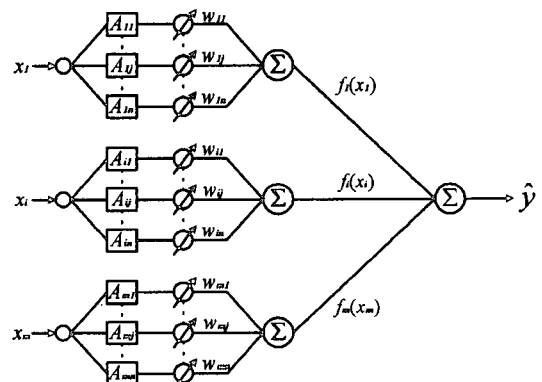 A₁₁ w₁₁
x₁ A₁ⱼ w₁ⱼ Σ f₁(x₁)
A₁ₙ w₁ₙ
Aᵢ₁ wᵢ₁
xᵢ Aᵢⱼ wᵢⱼ Σ fᵢ(xᵢ) Σ ŷ
Aᵢₙ wᵢₙ
Aₘ₁ wₘ₁
xₘ Aₘⱼ wₘⱼ Σ fₘ(xₘ)
Aₘₙ wₘₙ